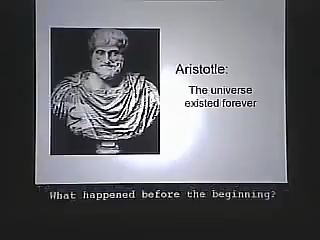 Aristotle:
The universe
existed forever
What happened before the beginning?